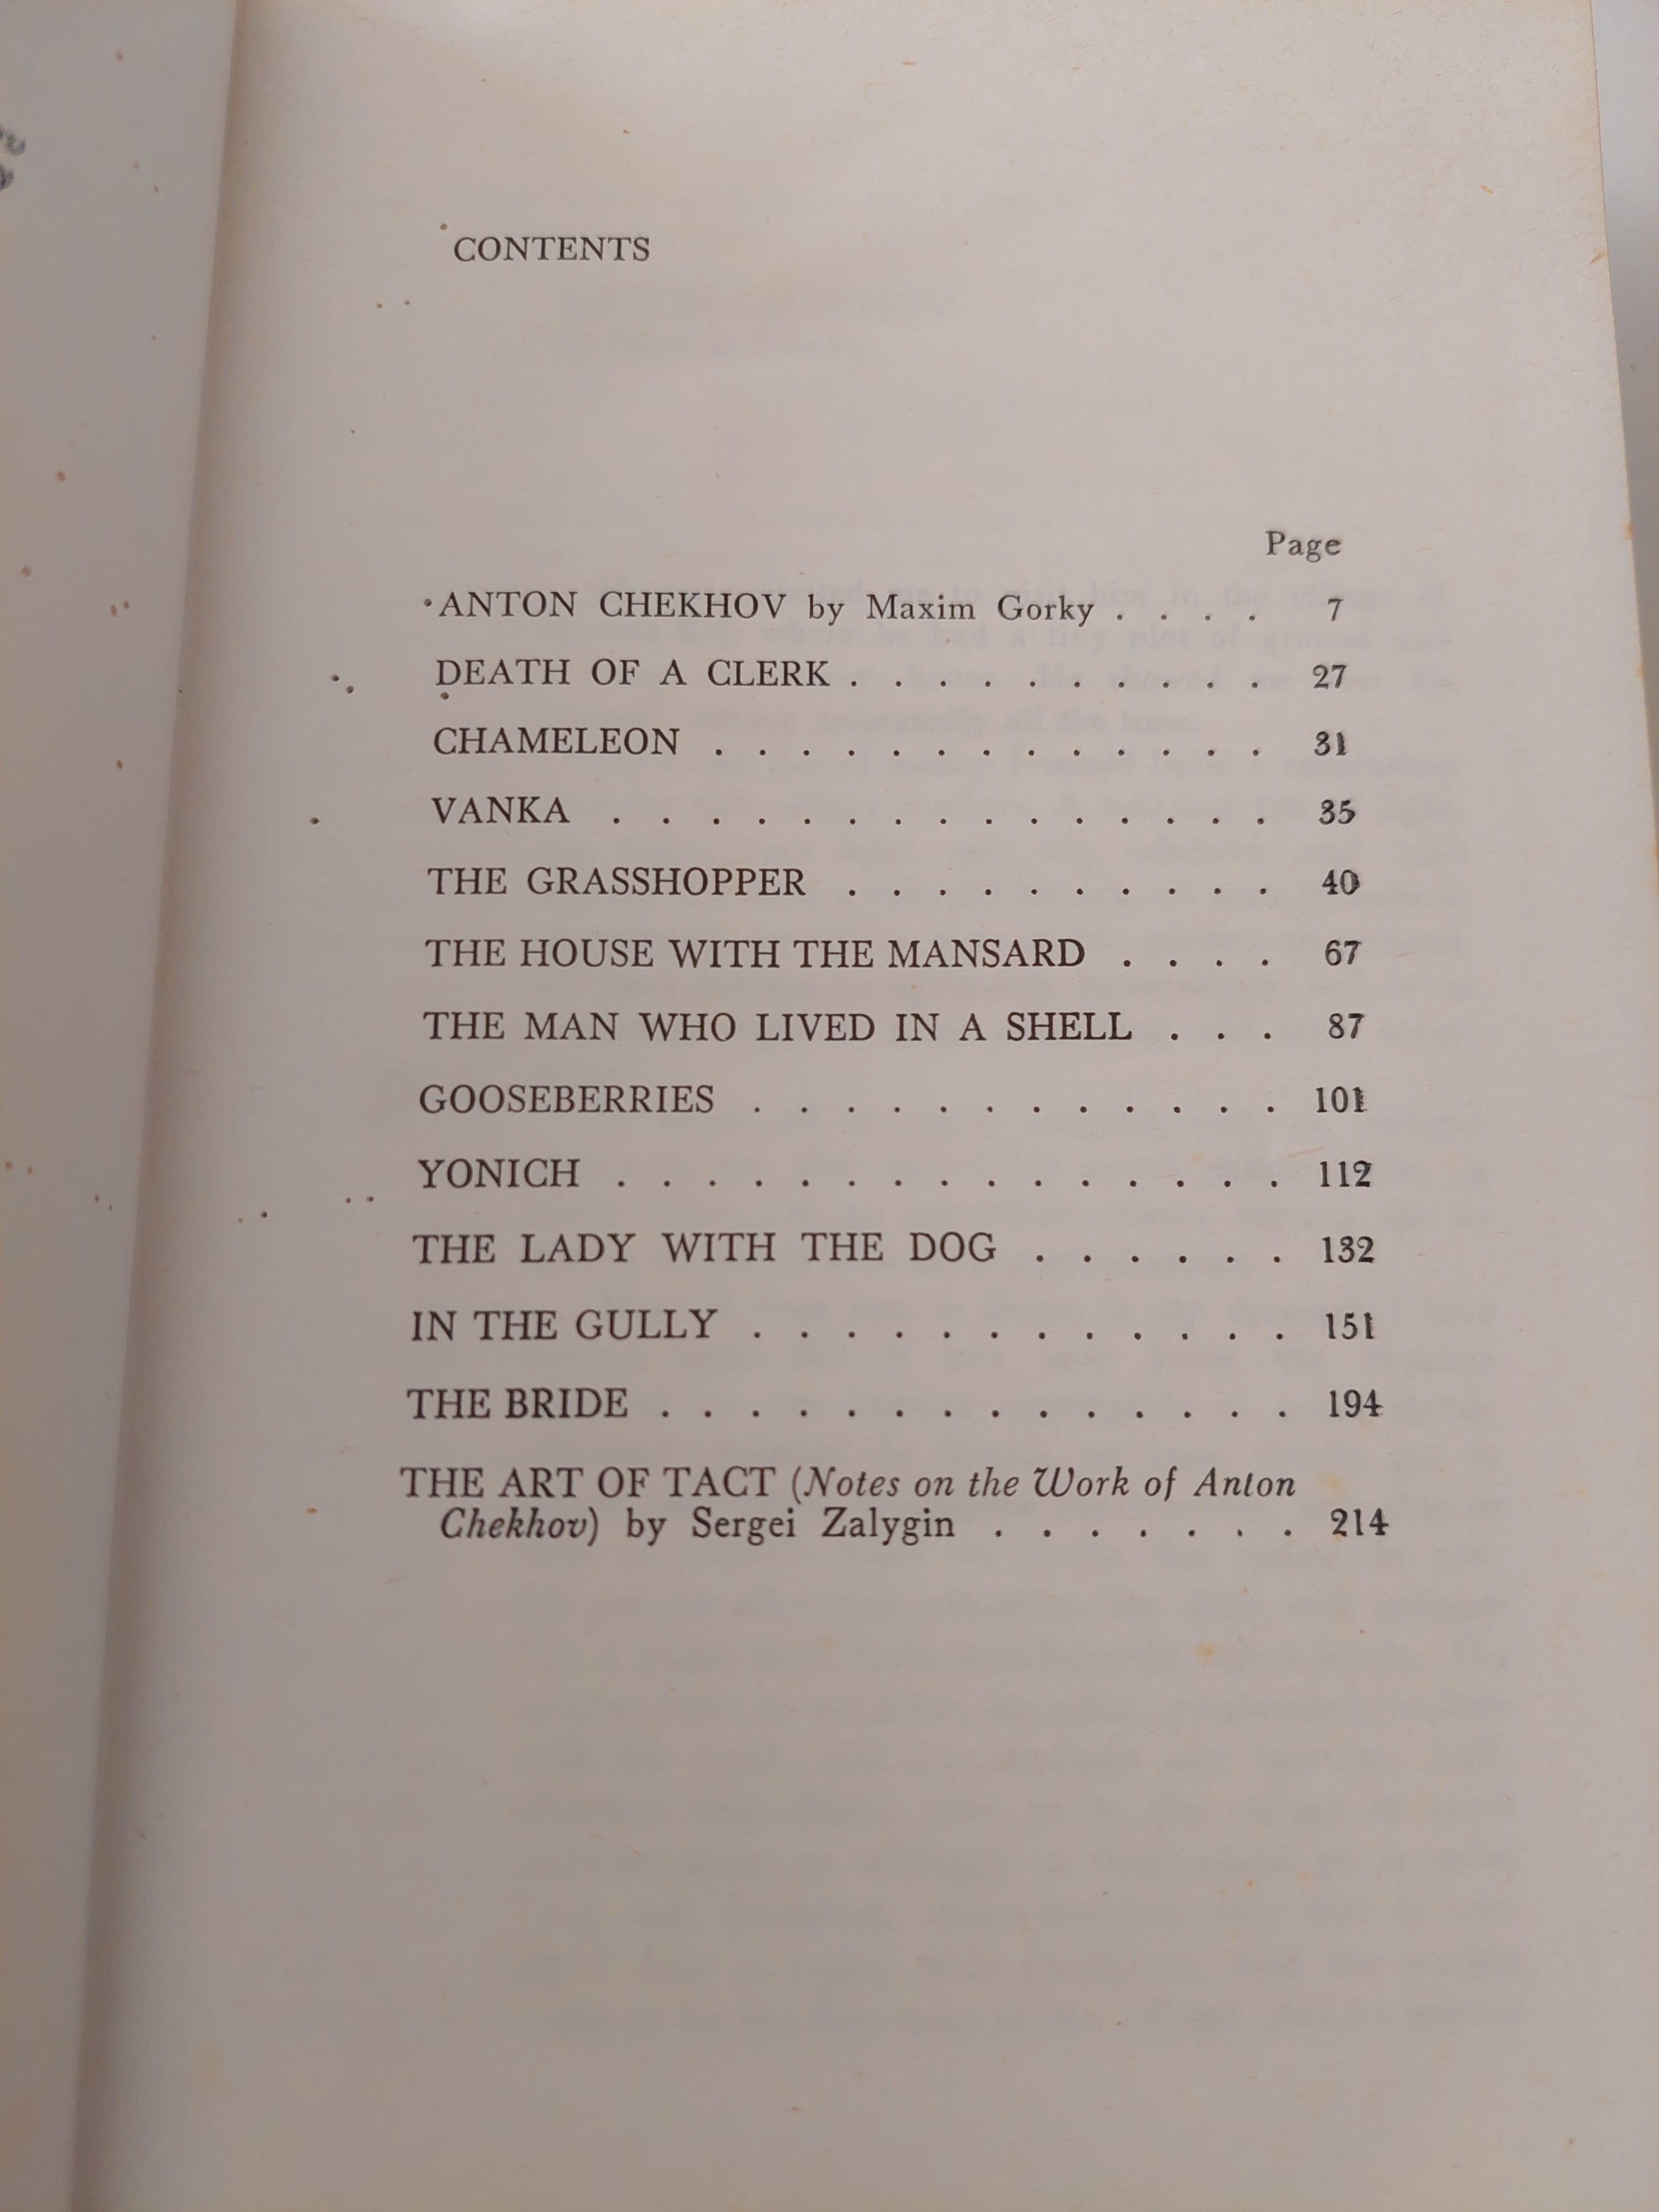 CONTENTS
Page
ANTON CHEKHOV by Maxim Gorky . . . . 7
DEATH OF A CLERK . . . . . . . . . . 27
CHAMELEON . . . . . . . . . . . . . 31
VANKA . . . . . . . . . . . . . . . 35
THE GRASSHOPPER . . . . . . . . . . 40
THE HOUSE WITH THE MANSARD . . . . 67
THE MAN WHO LIVED IN A SHELL . . . 87
GOOSEBERRIES . . . . . . . . . . . . 101
YONICH . . . . . . . . . . . . . . . 112
THE LADY WITH THE DOG . . . . . . 132
IN THE GULLY . . . . . . . . . . . . 151
THE BRIDE . . . . . . . . . . . . . . 194
THE ART OF TACT (Notes on the Work of Anton
Chekhov) by Sergei Zalygin . . . . . . . 214